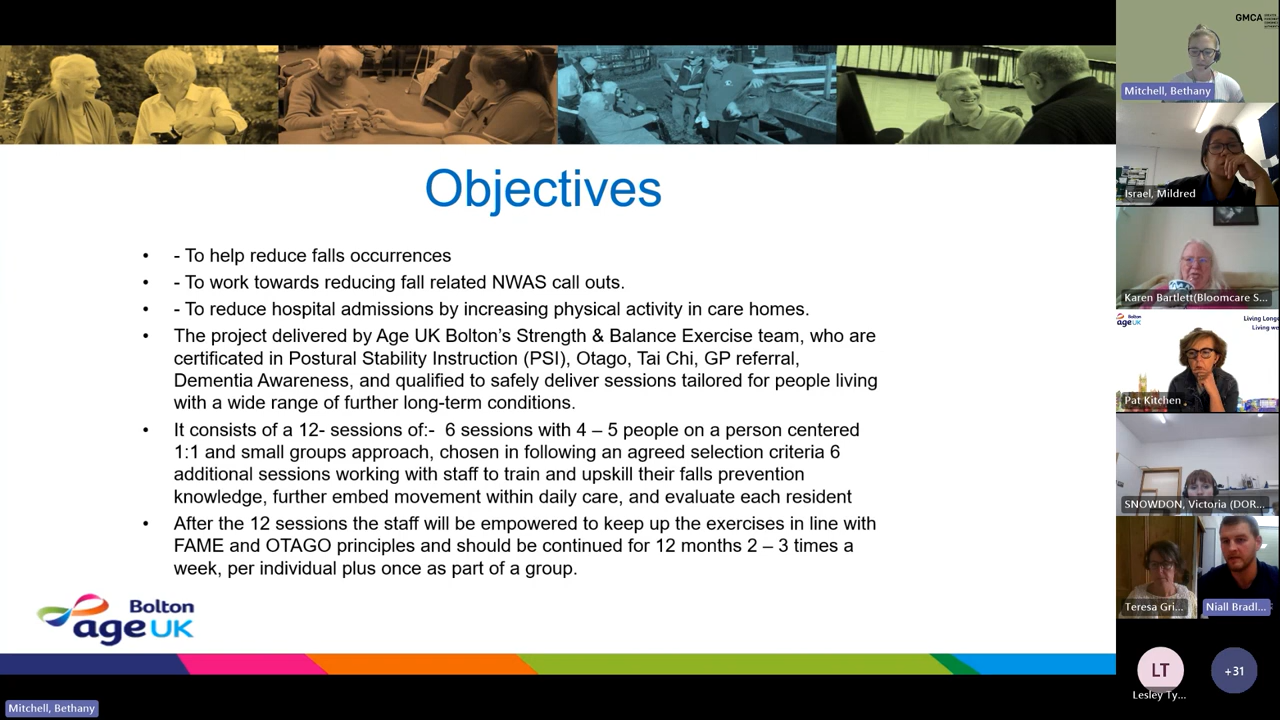 Objectives
• - To help reduce falls occurrences
• - To work towards reducing fall related NWAS call outs.
• - To reduce hospital admissions by increasing physical activity in care homes.
• The project delivered by Age UK Bolton's Strength & Balance Exercise team, who are
certificated in Postural Stability Instruction (PSI), Otago, Tai Chi, GP referral,
Dementia Awareness, and qualified to safely deliver sessions tailored for people living
with a wide range of further long-term conditions.
• It consists of a 12- sessions of:- 6 sessions with 4 – 5 people on a person centered
1:1 and small groups approach, chosen in following an agreed selection criteria 6
additional sessions working with staff to train and upskill their falls prevention
knowledge, further embed movement within daily care, and evaluate each resident
• After the 12 sessions the staff will be empowered to keep up the exercises in line with
FAME and OTAGO principles and should be continued for 12 months 2 – 3 times a
week, per individual plus once as part of a group.
Bolton
age UK
Mitchell, Bethany
GMCA
Mitchell, Bethany
Israel, Mildred
Karen Bartlett(Bloomcare S...
Bolton
age UK
Living Longe
Living we
Pat Kitchen
SNOWDON, Victoria (DOR...
Teresa Gri...
Niall Bradl...
LT
Lesley Ty...
+31